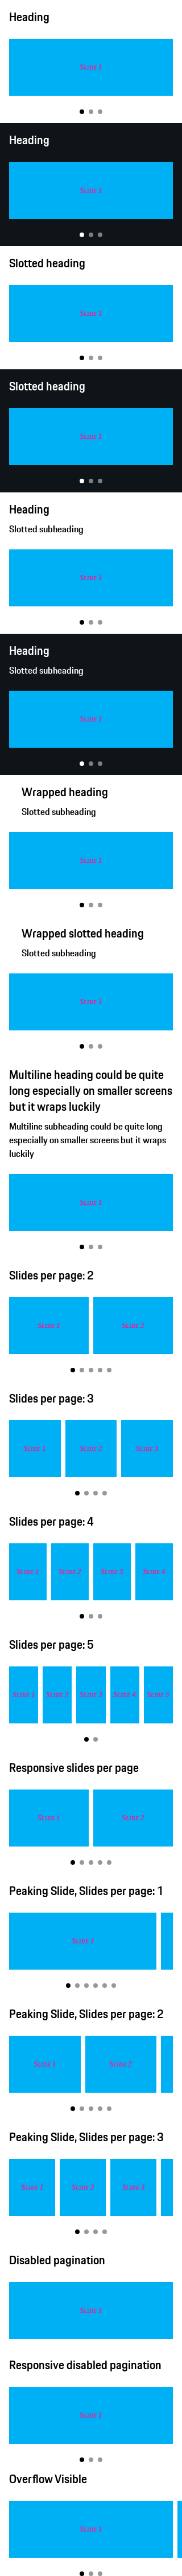 Heading
Slide 1
Heading
Slide 1
Slotted heading
Slide 1
Slotted heading
Slide 1
Heading
Slotted subheading
Slide 1
Heading
Slotted subheading
Slide 1
Wrapped heading
Slotted subheading
Slide 1
Wrapped slotted heading
Slotted subheading
Slide 1
Multiline heading could be quite
long especially on smaller screens
but it wraps luckily
Multiline subheading could be quite long
especially on smaller screens but it wraps
luckily
Slide 1
Slides per page: 2
Slide 1 Slide 2
Slides per page: 3
Slide 1 Slide 2 Slide 3
Slides per page: 4
Slide 1 Slide 2 Slide 3 Slide 4
Slides per page: 5
Slide 1 Slide 2 Slide 3 Slide 4 Slide 5
Responsive slides per page
Slide 1 Slide 2
Peaking Slide, Slides per page: 1
Slide 1
Peaking Slide, Slides per page: 2
Slide 1 Slide 2
Peaking Slide, Slides per page: 3
Slide 1 Slide 2 Slide 3
Disabled pagination
Slide 1
Responsive disabled pagination
Slide 1
Overflow Visible
Slide 1